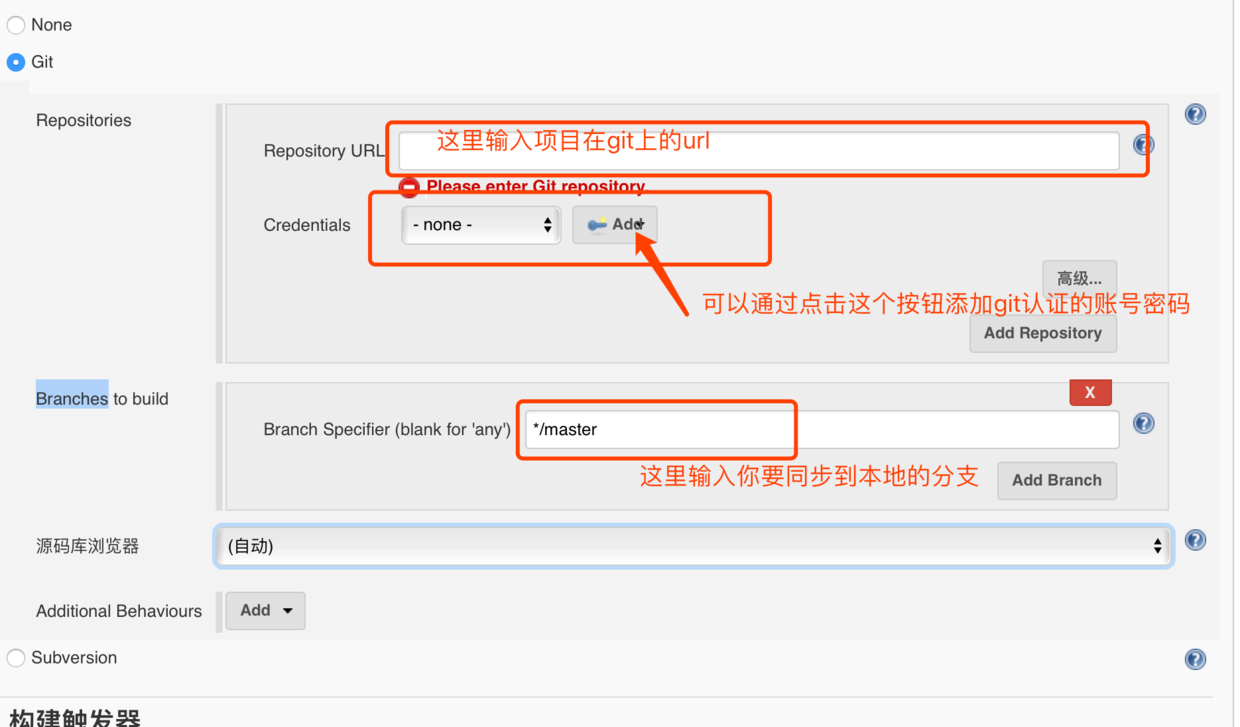 None
Git
Repositories
Repository URL
这里输入项目在git上的url
Please enter Git repository.
Credentials
- none -
Add
高级...
可以通过点击这个按钮添加git认证的账号密码
Add Repository
X
Branches to build
Branch Specifier (blank for 'any')
*/master
这里输入你要同步到本地的分支
Add Branch
源码库浏览器
(自动)
Additional Behaviours
Add
Subversion
构建触发器